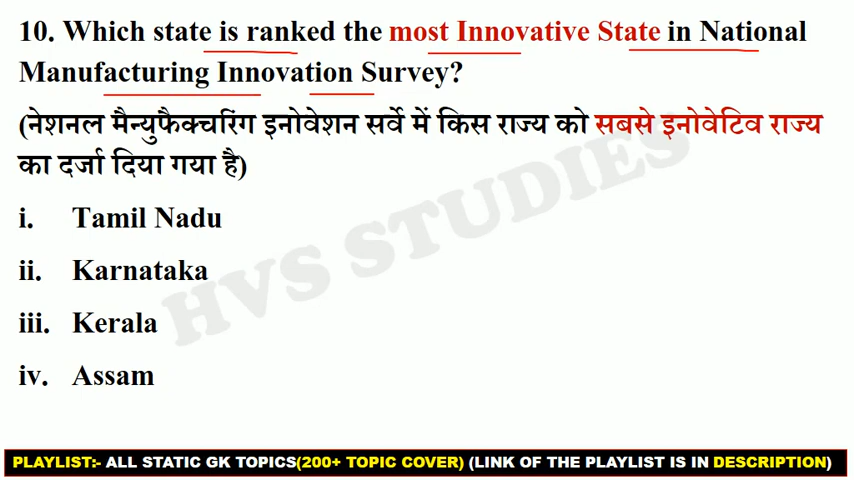 10. Which state is ranked the most Innovative State in National
Manufacturing Innovation Survey?
(नेशनल मैन्युफैक्चरिंग इनोवेशन सर्वे में किस राज्य को सबसे इनोवेटिव राज्य
का दर्जा दिया गया है)
i. Tamil Nadu
ii. Karnataka
iii. Kerala
iv. Assam
HVS STUDIES
PLAYLIST:- ALL STATIC GK TOPICS(200+ TOPIC COVER) (LINK OF THE PLAYLIST IS IN DESCRIPTION)